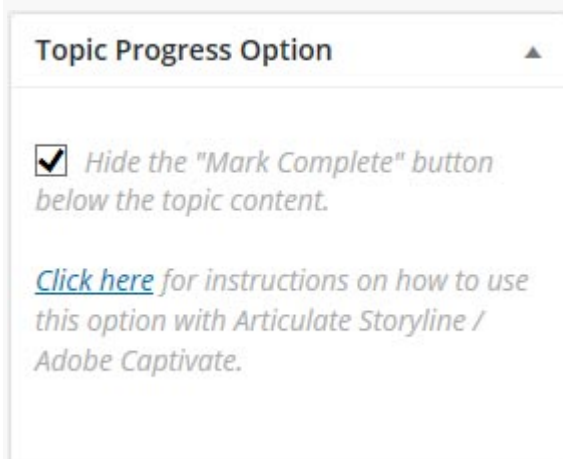 Topic Progress Option
Hide the "Mark Complete" button
below the topic content.
Click here for instructions on how to use
this option with Articulate Storyline /
Adobe Captivate.